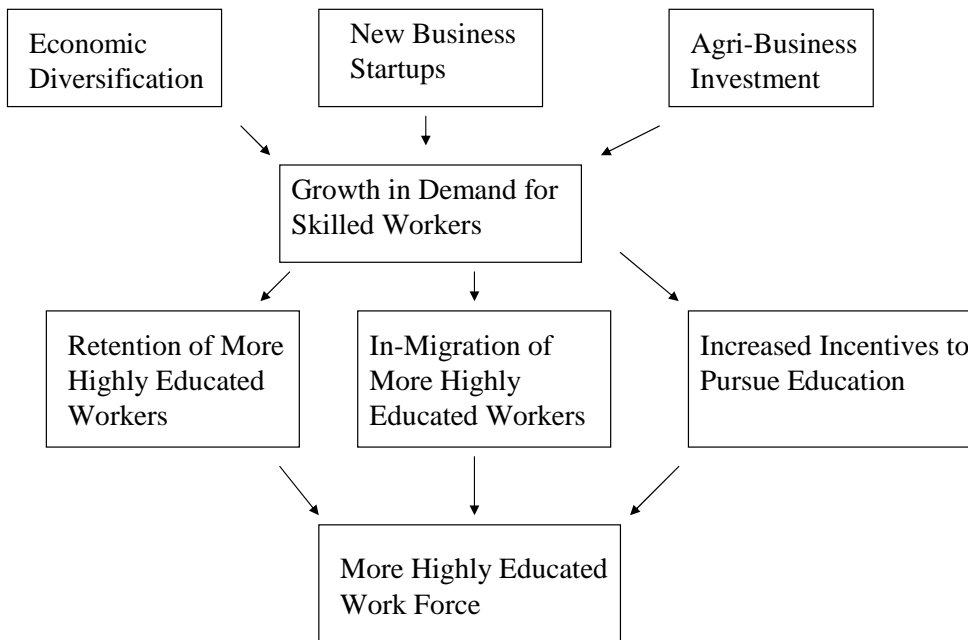 Economic
Diversification
New Business
Startups
Agri-Business
Investment
Growth in Demand for
Skilled Workers
Retention of More
Highly Educated
Workers
In-Migration of
More Highly
Educated Workers
Increased Incentives to
Pursue Education
More Highly Educated
Work Force